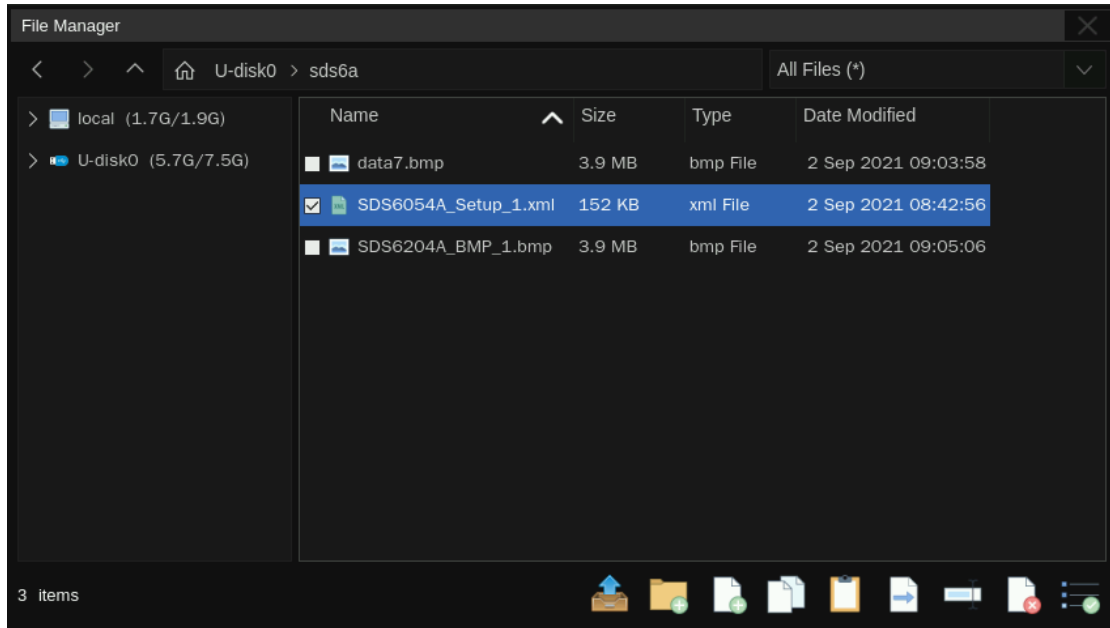 File Manager
U-disk0 > sds6a
All Files (*)
local (1.7G/1.9G)
U-disk0 (5.7G/7.5G)
Name Size Type Date Modified
data7.bmp 3.9 MB bmp File 2 Sep 2021 09:03:58
SDS6054A_Setup_1.xml 152 KB xml File 2 Sep 2021 08:42:56
SDS6204A_BMP_1.bmp 3.9 MB bmp File 2 Sep 2021 09:05:06
3 items